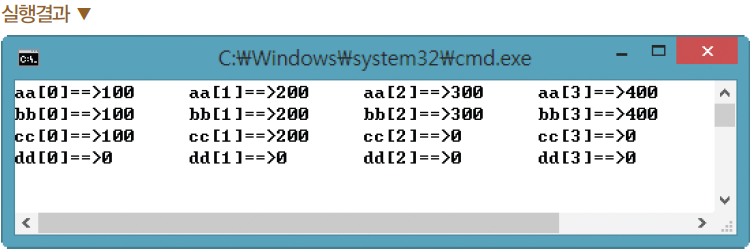 실행결과 ▼
C:\Windows\system32\cmd.exe
aa[0]==>100 aa[1]==>200 aa[2]==>300 aa[3]==>400
bb[0]==>100 bb[1]==>200 bb[2]==>300 bb[3]==>400
cc[0]==>100 cc[1]==>200 cc[2]==>0 cc[3]==>0
dd[0]==>0 dd[1]==>0 dd[2]==>0 dd[3]==>0